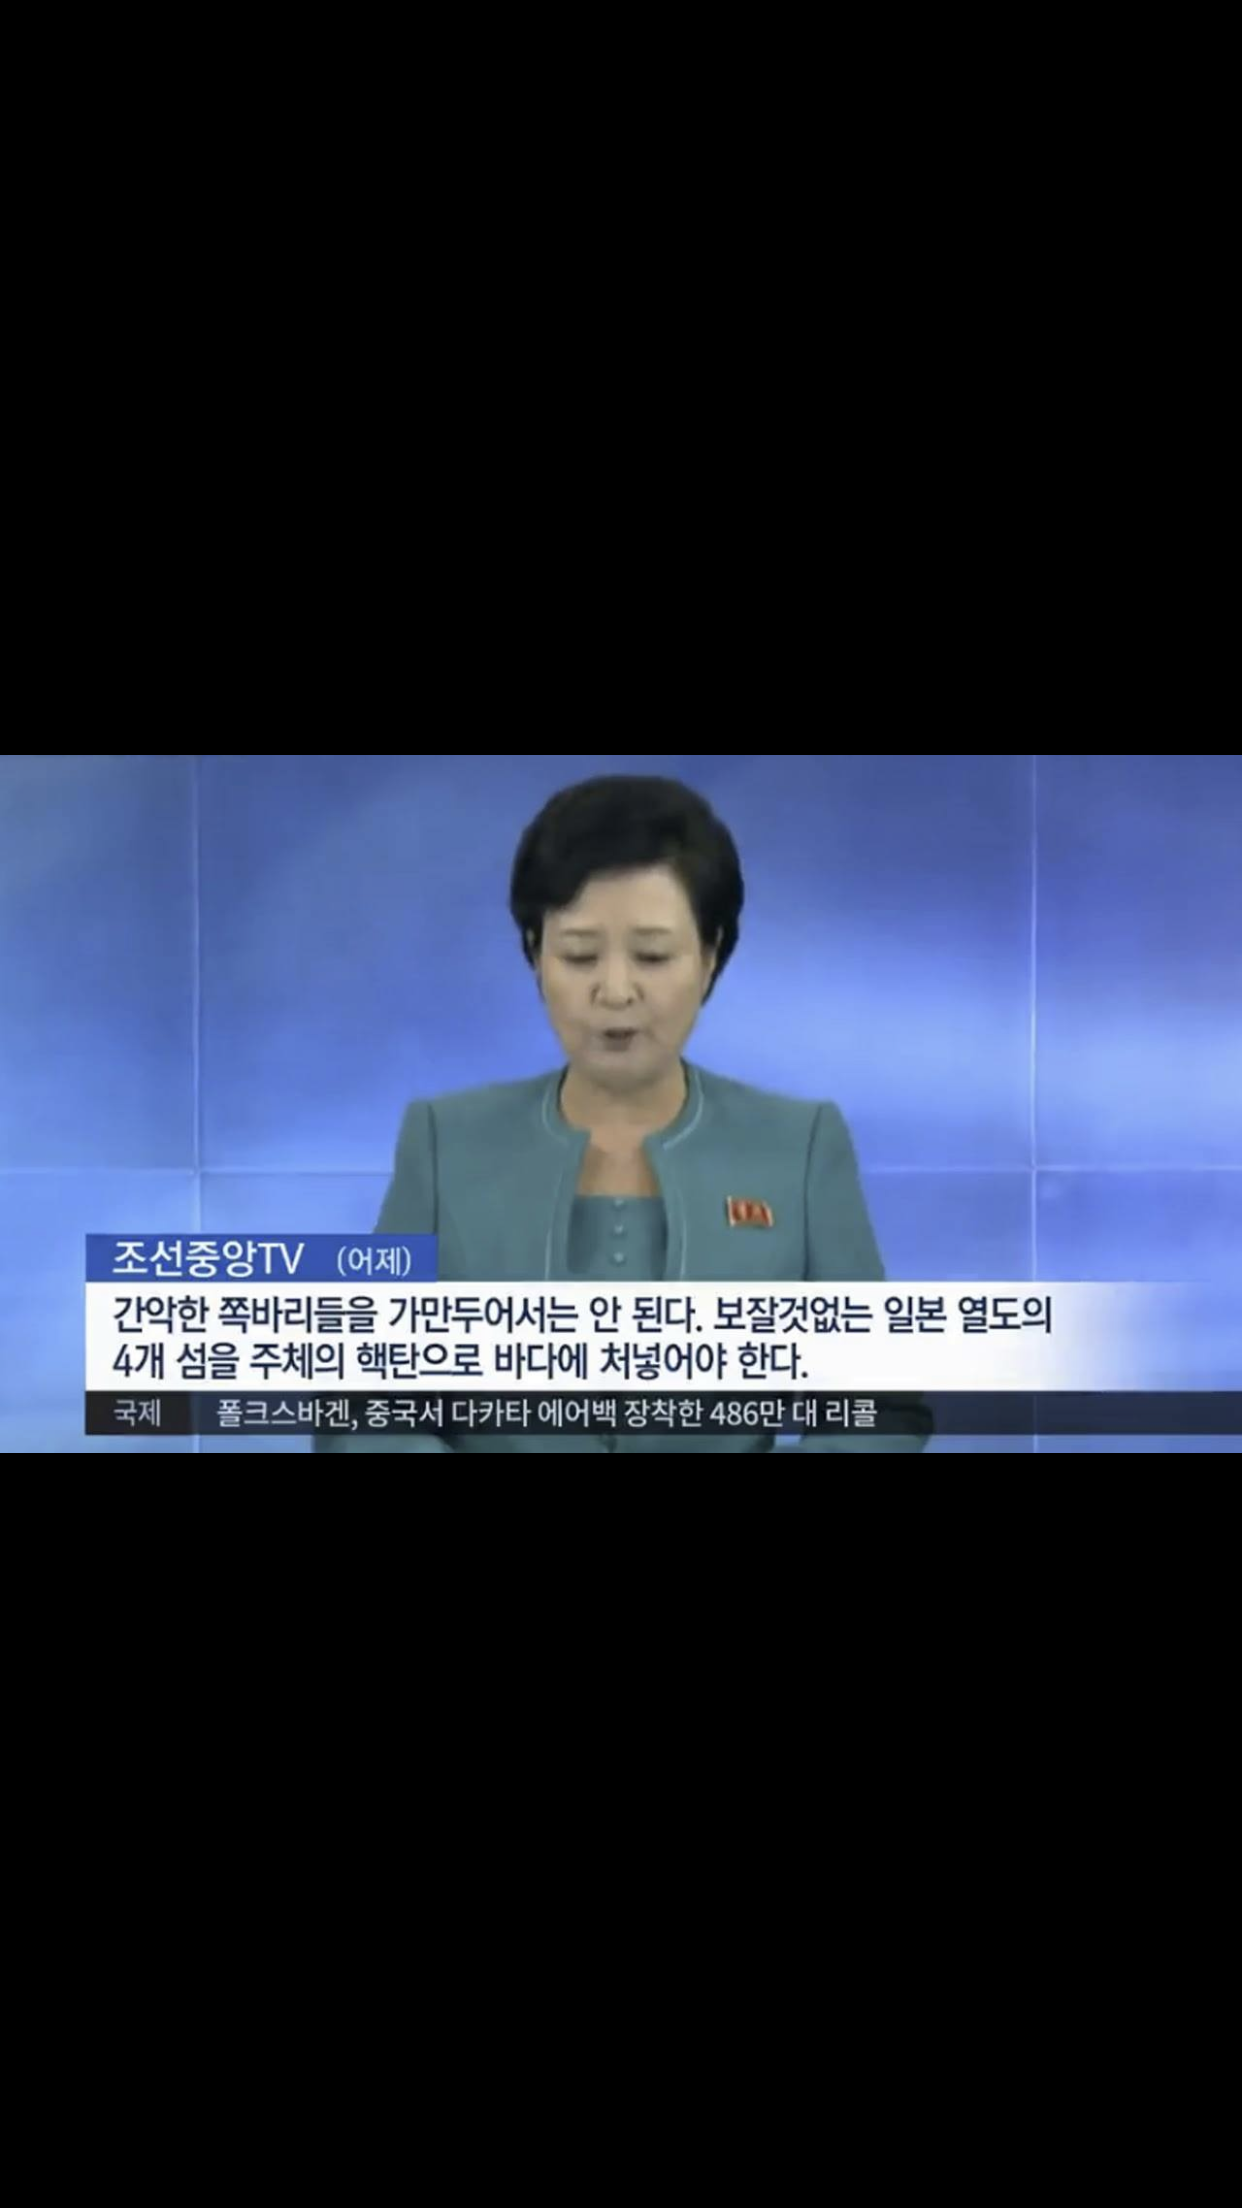 조선중앙TV (어제)
간악한 쪽바리들을 가만두어서는 안 된다. 보잘것없는 일본 열도의
4개 섬을 주체의 핵탄으로 바다에 처넣어야 한다.
국제 폴크스바겐, 중국서 다카타 에어백 장착한 486만 대 리콜